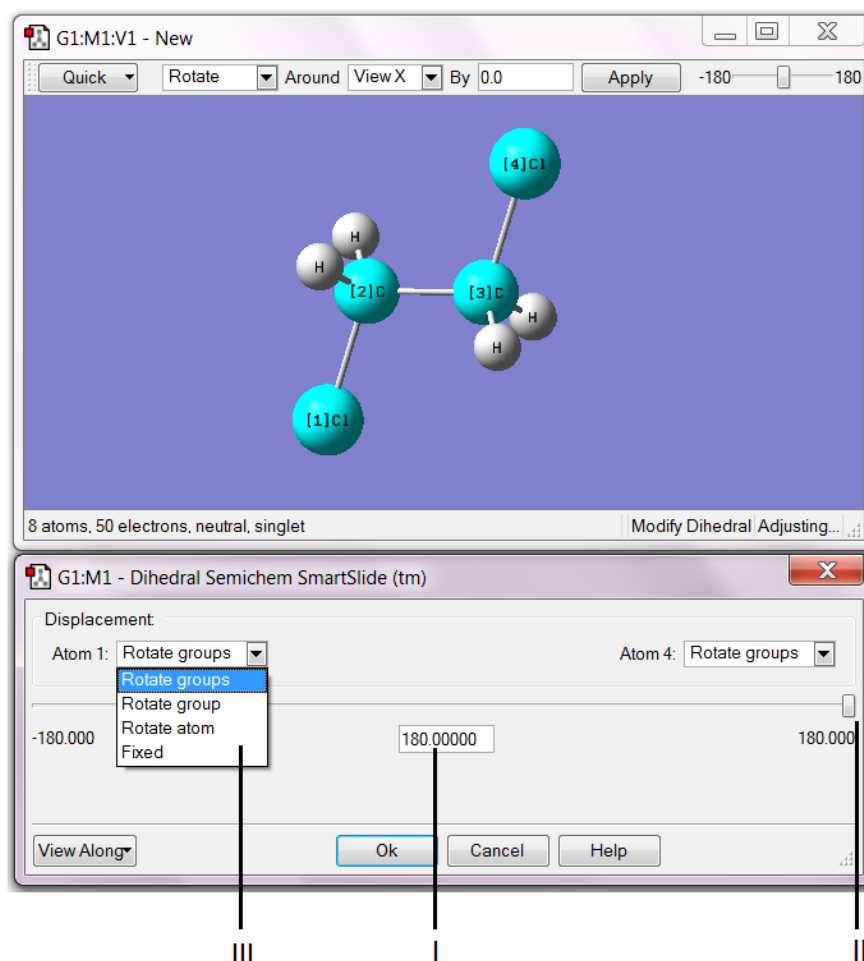 G1:M1:V1 - New
Quick Rotate Around View X By 0.0 Apply -180 180
[4]Cl
H
H
[2]C [3]C
H
H
[1]Cl
8 atoms, 50 electrons, neutral, singlet Modify Dihedral Adjusting...
G1:M1 - Dihedral Semichem SmartSlide (tm)
Displacement:
Atom 1: Rotate groups Atom 4: Rotate groups
Rotate groups
Rotate group
Rotate atom
Fixed
-180.000 180.00000 180.000
View Along Ok Cancel Help
III I II